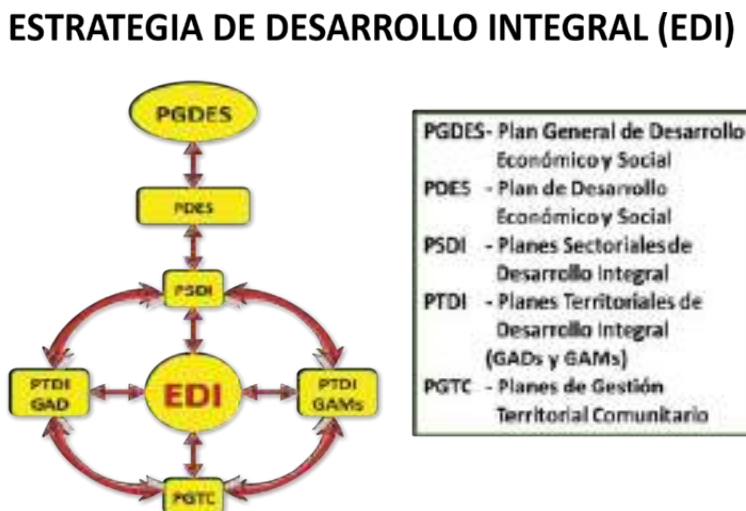 ESTRATEGIA DE DESARROLLO INTEGRAL (EDI)
PGDES
PDES
PSDI
PTDI
GAD
EDI
PTDI
GAMs
PGTC
PGDES- Plan General de Desarrollo
Económico y Social
PDES - Plan de Desarrollo
Económico y Social
PSDI - Planes Sectoriales de
Desarrollo Integral
PTDI - Planes Territoriales de
Desarrollo Integral
(GADs y GAMs)
PGTC - Planes de Gestión
Territorial Comunitario